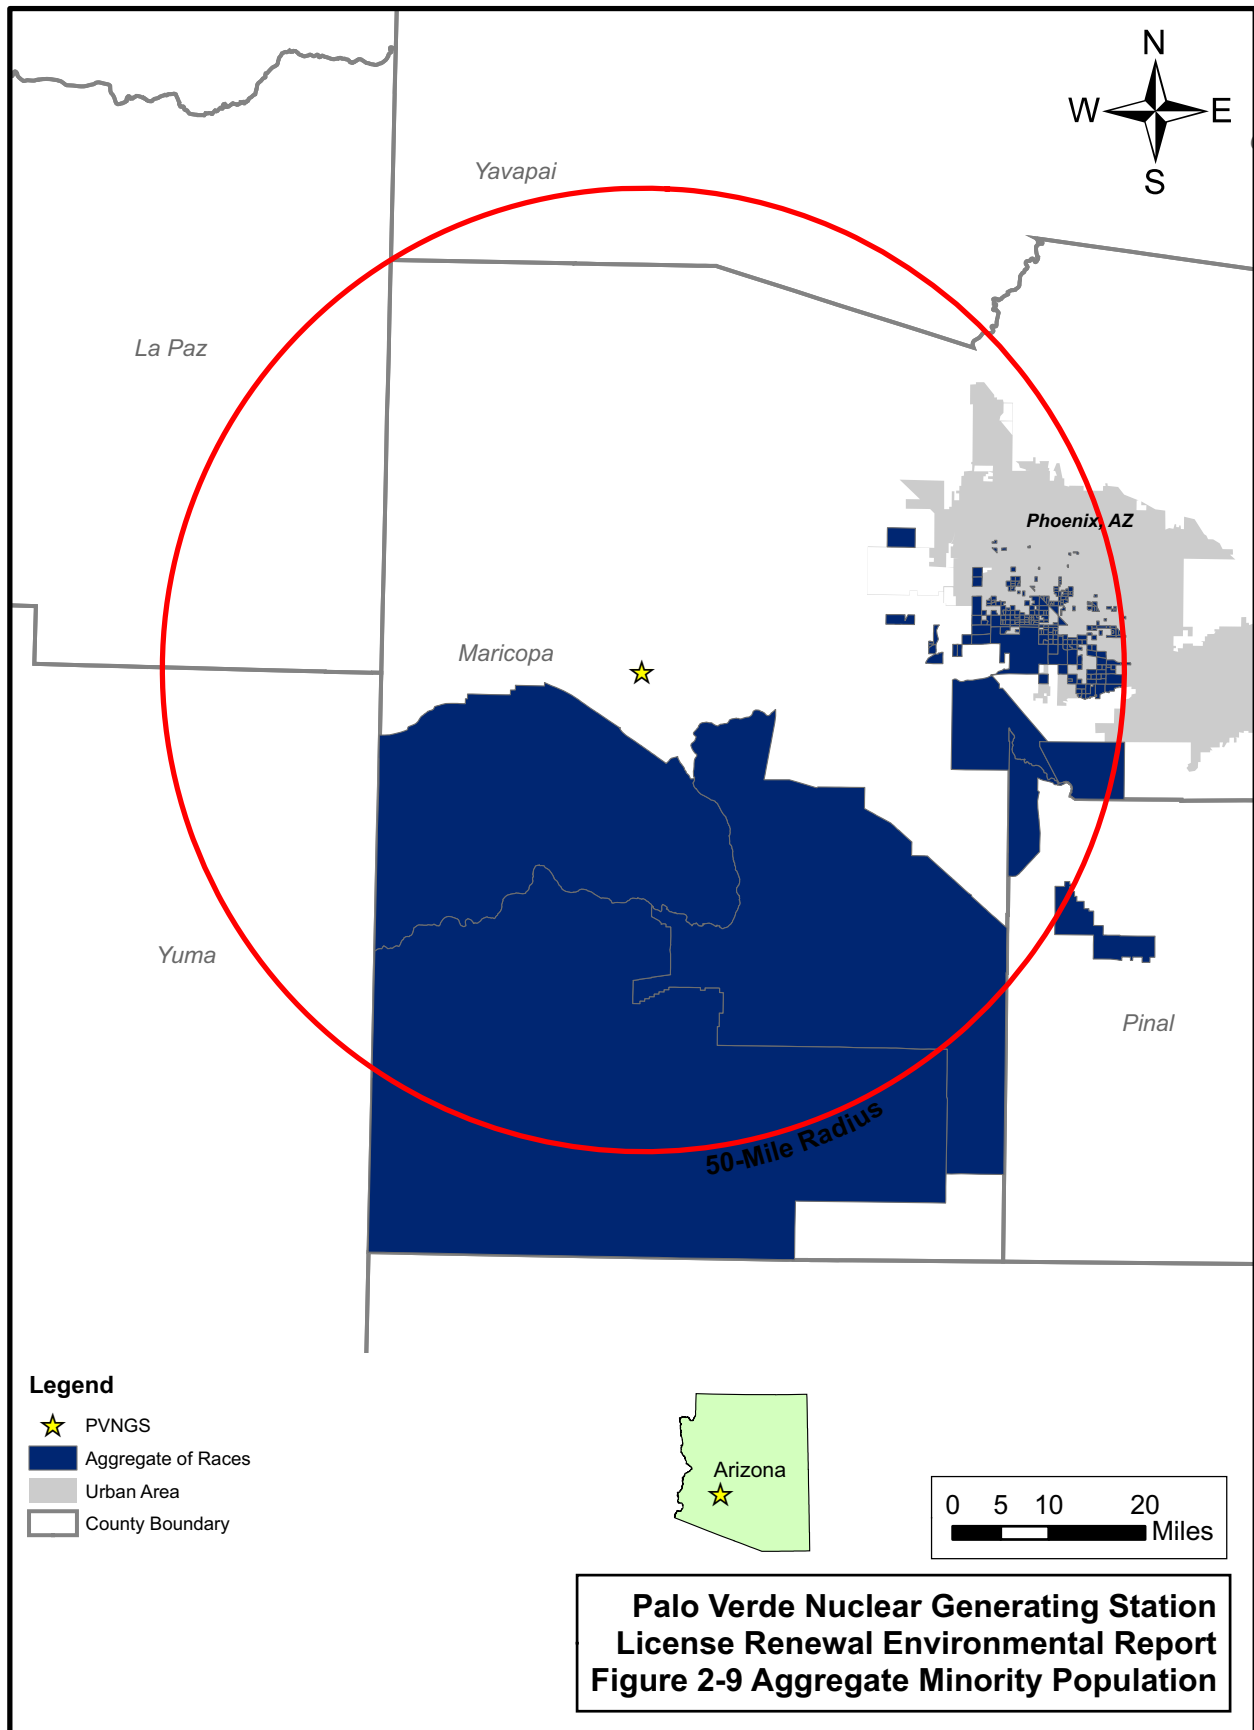 N
W E
S
Yavapai
La Paz
Phoenix, AZ
Maricopa
Yuma
Pinal
50-Mile Radius
Legend
PVNGS
Aggregate of Races
Urban Area
County Boundary
Arizona
0 5 10 20
Miles
Palo Verde Nuclear Generating Station
License Renewal Environmental Report
Figure 2-9 Aggregate Minority Population